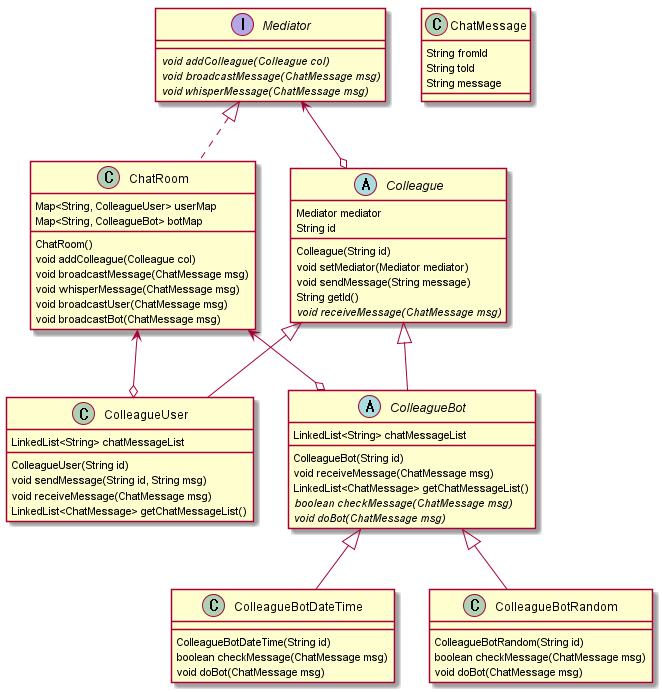 I Mediator
void addColleague(Colleague col)
void broadcastMessage(ChatMessage msg)
void whisperMessage(ChatMessage msg)
C ChatMessage
String fromId
String toId
String message
C ChatRoom
Map<String, ColleagueUser> userMap
Map<String, ColleagueBot> botMap
ChatRoom()
void addColleague(Colleague col)
void broadcastMessage(ChatMessage msg)
void whisperMessage(ChatMessage msg)
void broadcastUser(ChatMessage msg)
void broadcastBot(ChatMessage msg)
A Colleague
Mediator mediator
String id
Colleague(String id)
void setMediator(Mediator mediator)
void sendMessage(String message)
String getId()
void receiveMessage(ChatMessage msg)
C ColleagueUser
LinkedList<String> chatMessageList
ColleagueUser(String id)
void sendMessage(String id, String msg)
void receiveMessage(ChatMessage msg)
LinkedList<ChatMessage> getChatMessageList()
A ColleagueBot
LinkedList<String> chatMessageList
ColleagueBot(String id)
void receiveMessage(ChatMessage msg)
LinkedList<ChatMessage> getChatMessageList()
boolean checkMessage(ChatMessage msg)
void doBot(ChatMessage msg)
C ColleagueBotDateTime
ColleagueBotDateTime(String id)
boolean checkMessage(ChatMessage msg)
void doBot(ChatMessage msg)
C ColleagueBotRandom
ColleagueBotRandom(String id)
boolean checkMessage(ChatMessage msg)
void doBot(ChatMessage msg)